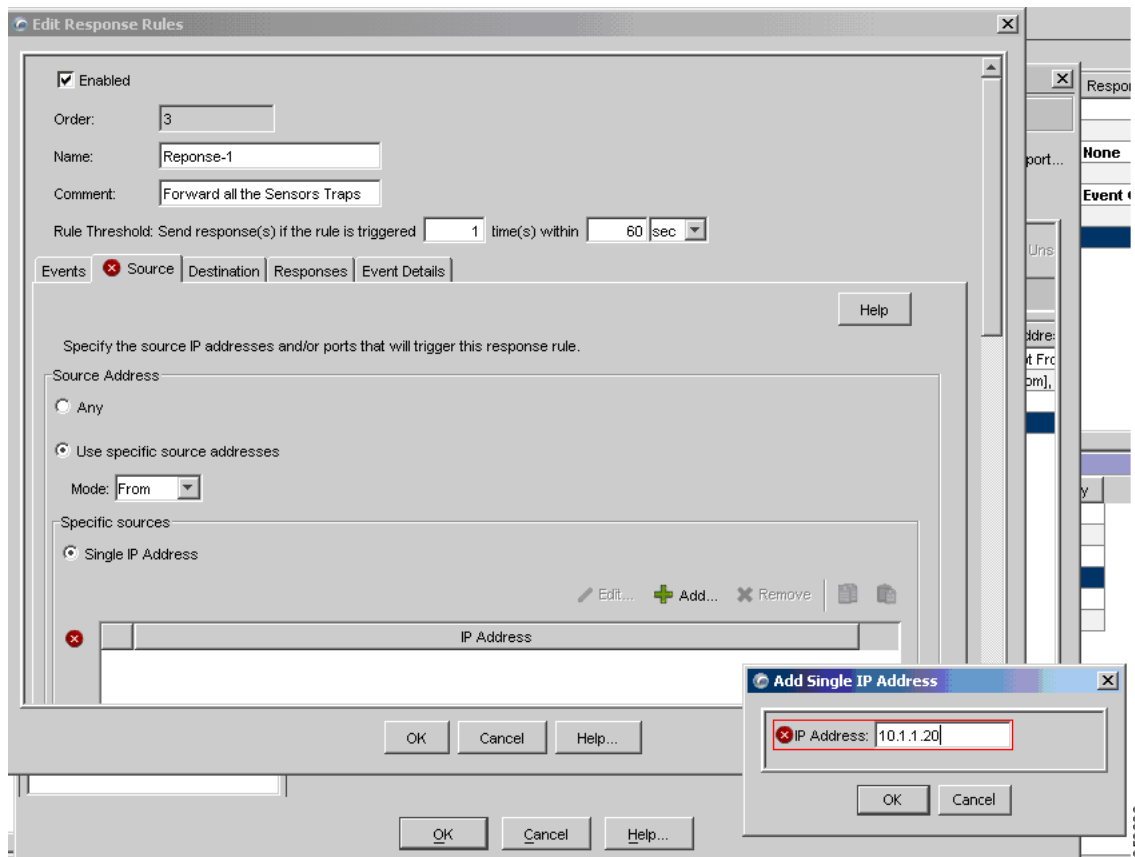 Edit Response Rules
Enabled
Respo
Order: 3
Name: Reponse-1
port... None
Comment: Forward all the Sensors Traps
Event
Rule Threshold: Send response(s) if the rule is triggered 1 time(s) within 60 sec
Uns
Events Source Destination Responses Event Details
Help
ddre
Specify the source IP addresses and/or ports that will trigger this response rule.
t Fro
Source Address
om],
Any
Use specific source addresses
Mode: From
y
Specific sources
Single IP Address
Edit... Add... Remove
IP Address
Add Single IP Address
IP Address: 10.1.1.20
OK Cancel Help...
OK Cancel
OK Cancel Help...